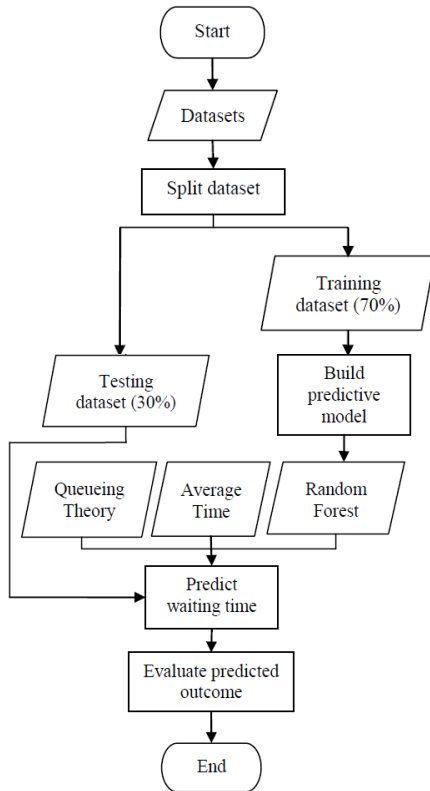 Start
Datasets
Split dataset
Training
dataset (70%)
Testing
dataset (30%)
Build
predictive
model
Queueing
Theory
Average
Time
Random
Forest
Predict
waiting time
Evaluate predicted
outcome
End